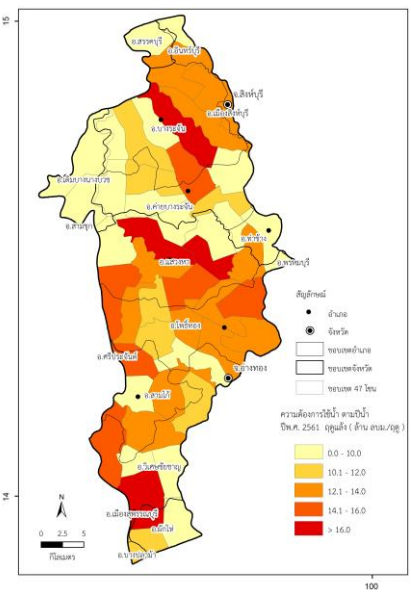 15
อ.สรรคบุรี
อ.อินทร์บุรี
จ.สิงห์บุรี
อ.เมืองสิงห์บุรี
อ.บางระจัน
อ.เดิมบางนางบวช
อ.ค่ายบางระจัน
อ.สามชุก
อ.ท่าช้าง
อ.พรหมบุรี
อ.แสวงหา
สัญลักษณ์
อำเภอ
จังหวัด
ขอบเขตอำเภอ
ขอบเขตจังหวัด
ขอบเขต 47 โซน
อ.โพธิ์ทอง
อ.ศรีประจันต์
จ.อ่างทอง
อ.สามโก้
ความต้องการใช้น้ำ ตามปีน้ำ
ปีพ.ศ. 2561 ฤดูแล้ง ( ล้าน ลบม./ฤดู )
0.0 - 10.0
10.1 - 12.0
12.1 - 14.0
14.1 - 16.0
> 16.0
อ.วิเศษชัยชาญ
14
N
อ.เมืองสุพรรณบุรี
อ.ผักไห่
0 2.5 5
กิโลเมตร
อ.บางปลาม้า
100